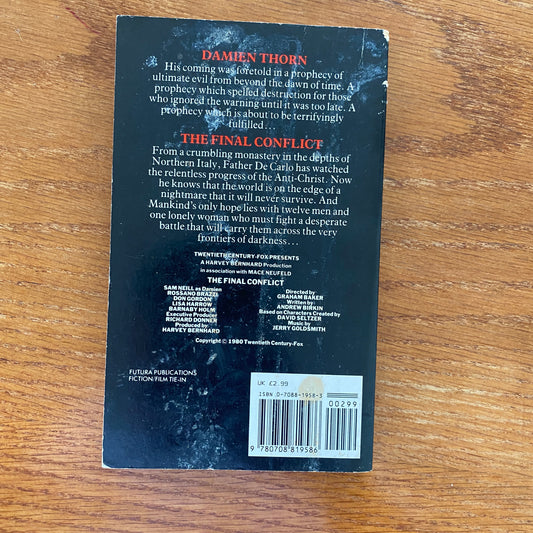 DAMIEN THORN
His coming was foretold in a prophecy of
ultimate evil from beyond the dawn of time. A
prophecy which spelled destruction for those
who ignored the warning until it was too late. A
prophecy which is about to be terrifyingly
fulfilled...
THE FINAL CONFLICT
From a crumbling monastery in the depths of
Northern Italy, Father De Carlo has watched
the relentless progress of the Anti-Christ. Now
he knows that the world is on the edge of a
nightmare that it will never survive. And
Mankind's only hope lies with twelve men and
one lonely woman who must fight a desperate
battle that will carry them across the very
frontiers of darkness...
TWENTIETH CENTURY-FOX PRESENTS
A HARVEY BERNHARD Production
in association with MACE NEUFELD
THE FINAL CONFLICT
SAM NEILL as Damien
ROSSANO BRAZZI
DON GORDON
LISA HARROW
BARNABY HOLM
Executive Producer
RICHARD DONNER
Produced by:
HARVEY BERNHARD
Directed by
GRAHAM BAKER
Written by
ANDREW BIRKIN
Based on Characters Created by
DAVID SELTZER
Music by
JERRY GOLDSMITH
Copyright © 1980 Twentieth Century-Fox
FUTURA PUBLICATIONS
FICTION/FILM TIE-IN
UK £2.99
ISBN 0-7088-1958-3
00299
9 780708 819586